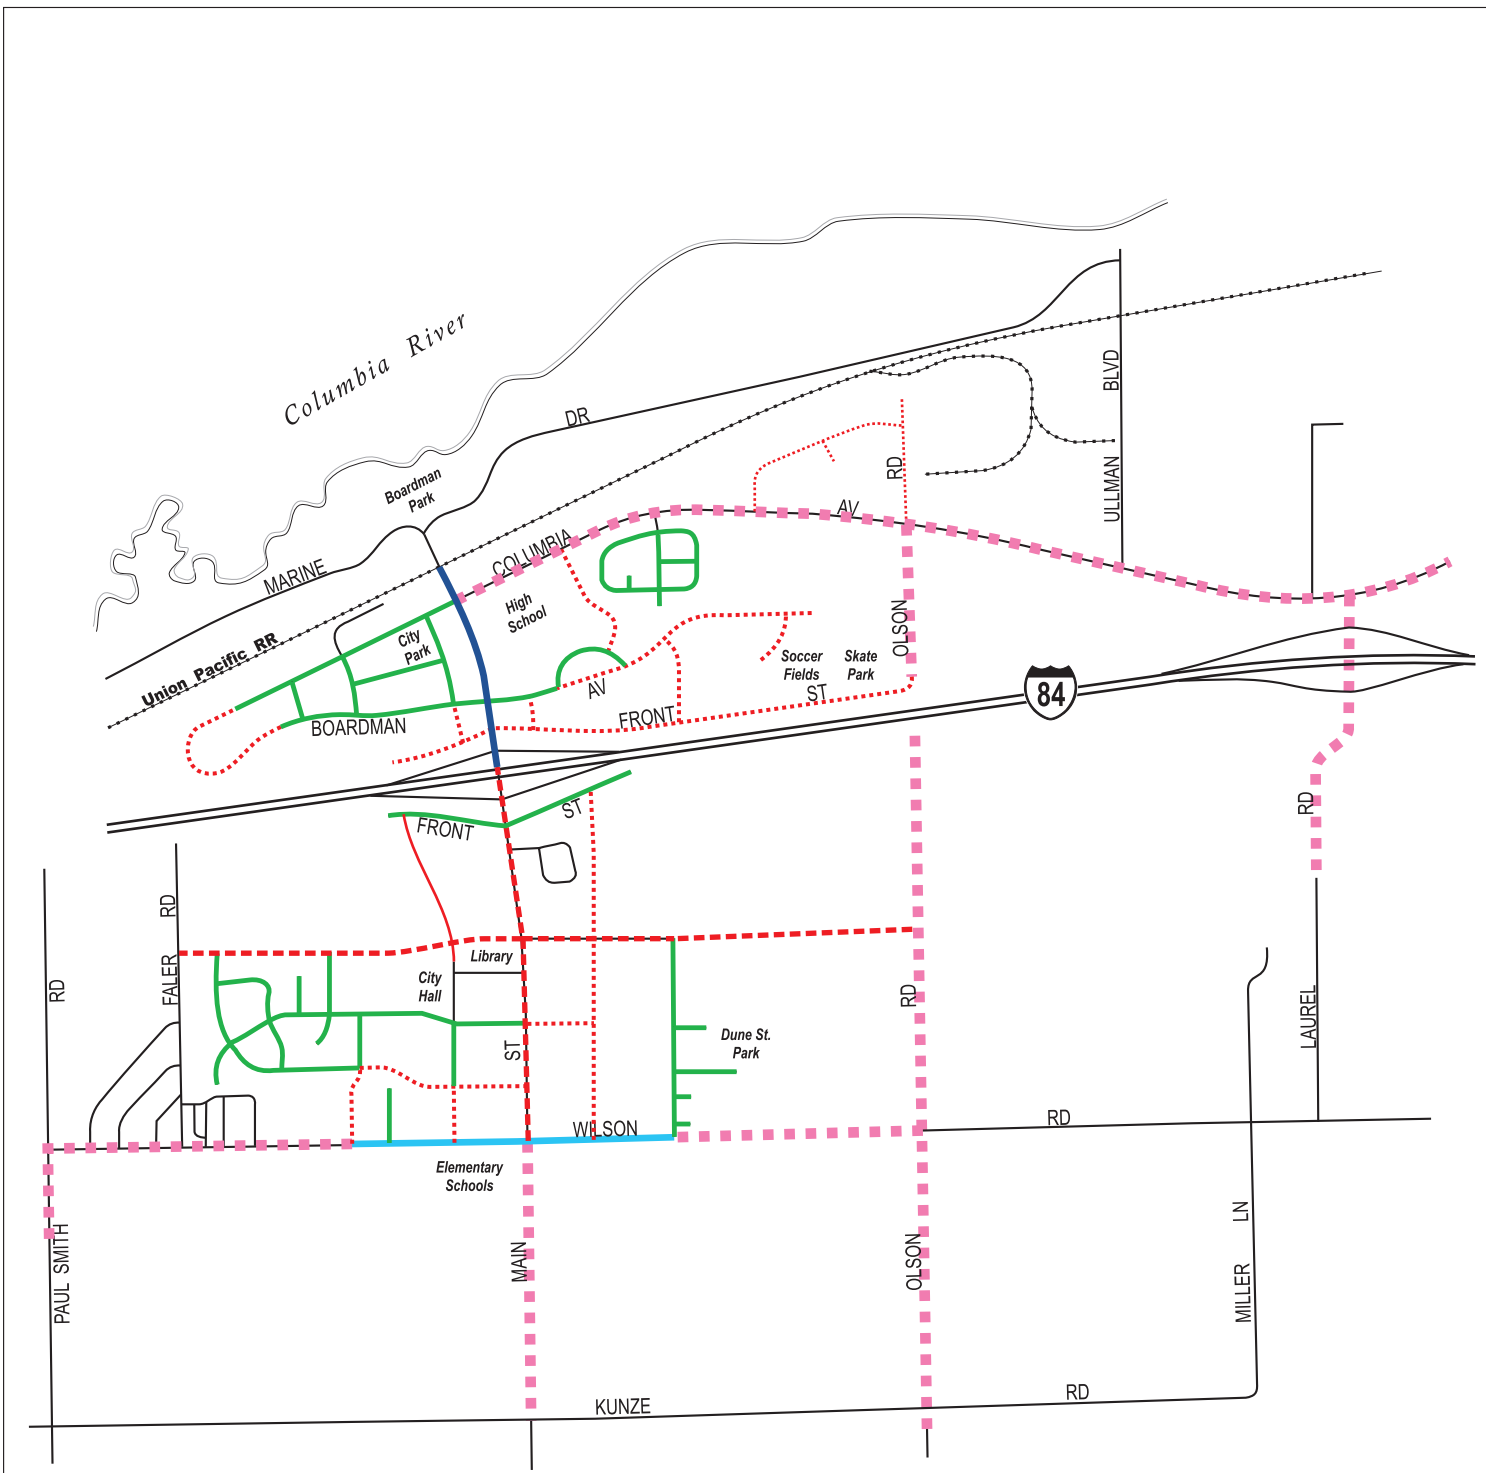 Columbia River
BLVD
DR
RD
Boardman
Park
ULLMAN
AV
COLUMBIA
MARINE
High
School
City
Park
OLSON
Union Pacific RR
Soccer
Fields
Skate
Park
AV
ST
84
FRONT
BOARDMAN
RD
ST
FRONT
RD
Library
FALER
City
Hall
RD
RD
LAUREL
ST
Dune St.
Park
RD
WILSON
Elementary
Schools
LN
PAUL SMITH
MAIN
OLSON
MILLER
RD
KUNZE